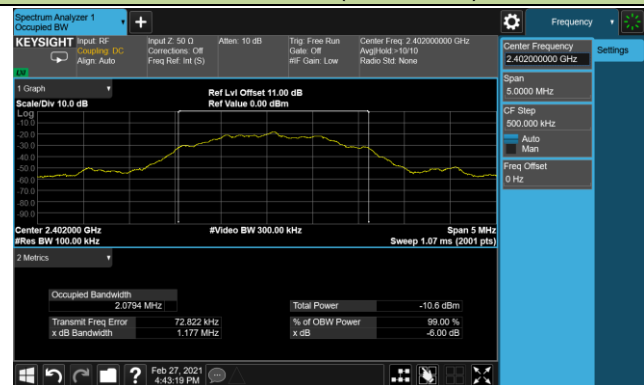 Spectrum Analyzer 1
Occupied BW
Frequency
KEYSIGHT
Input: RF
Coupling: DC
Align: Auto
Input Z: 50 Ω
Corrections: Off
Freq Ref: Int (S)
Atten: 10 dB
Trig: Free Run
Gate: Off
#IF Gain: Low
Center Freq: 2.402000000 GHz
Avg|Hold:>10/10
Radio Std: None
Center Frequency
2.402000000 GHz
Settings
Span
5.0000 MHz
CF Step
500.000 kHz
Auto
Man
Freq Offset
0 Hz
1 Graph
Scale/Div 10.0 dB
Ref Lvl Offset 11.00 dB
Ref Value 0.00 dBm
Log
-10.0
-20.0
-30.0
-40.0
-50.0
-60.0
-70.0
-80.0
-90.0
Center 2.402000 GHz
#Res BW 100.00 kHz
#Video BW 300.00 kHz
Span 5 MHz
Sweep 1.07 ms (2001 pts)
2 Metrics
Occupied Bandwidth
2.0794 MHz
Total Power -10.6 dBm
Transmit Freq Error 72.822 kHz
% of OBW Power 99.00 %
x dB Bandwidth 1.177 MHz
x dB -6.00 dB
Feb 27, 2021
4:43:19 PM